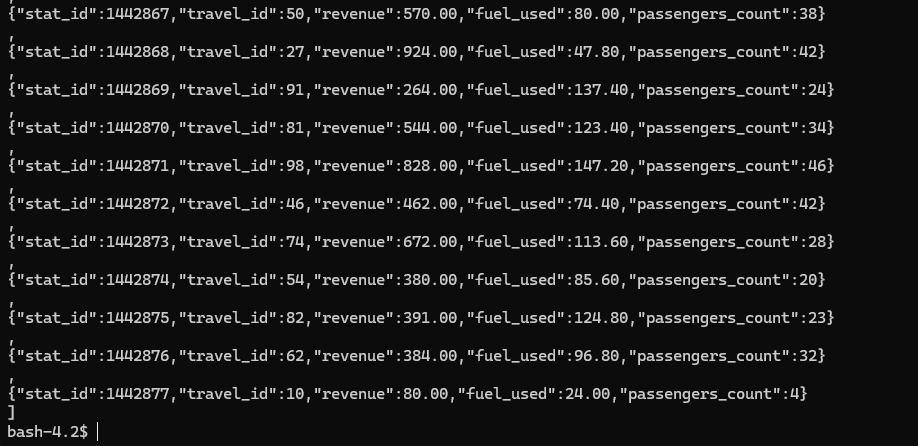 ,
{"stat_id":1442867,"travel_id":50,"revenue":570.00,"fuel_used":80.00,"passengers_count":38}
,
{"stat_id":1442868,"travel_id":27,"revenue":924.00,"fuel_used":47.80,"passengers_count":42}
,
{"stat_id":1442869,"travel_id":91,"revenue":264.00,"fuel_used":137.40,"passengers_count":24}
,
{"stat_id":1442870,"travel_id":81,"revenue":544.00,"fuel_used":123.40,"passengers_count":34}
,
{"stat_id":1442871,"travel_id":98,"revenue":828.00,"fuel_used":147.20,"passengers_count":46}
,
{"stat_id":1442872,"travel_id":46,"revenue":462.00,"fuel_used":74.40,"passengers_count":42}
,
{"stat_id":1442873,"travel_id":74,"revenue":672.00,"fuel_used":113.60,"passengers_count":28}
,
{"stat_id":1442874,"travel_id":54,"revenue":380.00,"fuel_used":85.60,"passengers_count":20}
,
{"stat_id":1442875,"travel_id":82,"revenue":391.00,"fuel_used":124.80,"passengers_count":23}
,
{"stat_id":1442876,"travel_id":62,"revenue":384.00,"fuel_used":96.80,"passengers_count":32}
,
{"stat_id":1442877,"travel_id":10,"revenue":80.00,"fuel_used":24.00,"passengers_count":4}
]
bash-4.2$